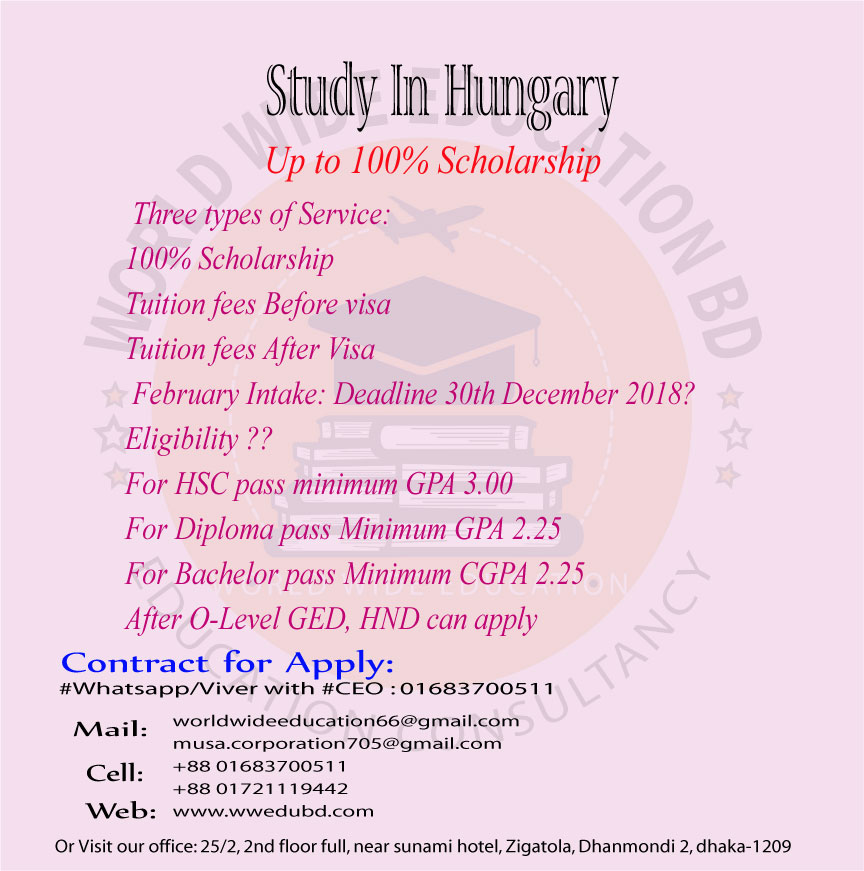 Study In Hungary
Up to 100% Scholarship
Three types of Service:
100% Scholarship
Tuition fees Before visa
Tuition fees After Visa
February Intake: Deadline 30th December 2018?
Eligibility ??
For HSC pass minimum GPA 3.00
For Diploma pass Minimum GPA 2.25
For Bachelor pass Minimum CGPA 2.25
After O-Level GED, HND can apply
Contract for Apply:
#Whatsapp/Viver with #CEO : 01683700511
Mail: worldwideeducation66@gmail.com
musa.corporation705@gmail.com
Cell: +88 01683700511
+88 01721119442
Web: www.wwedubd.com
Or Visit our office: 25/2, 2nd floor full, near sunami hotel, Zigatola, Dhanmondi 2, dhaka-1209
WORLD WIDE EDUCATION BD
WORLD WIDE EDUCATION
EDUCATION CONSULTANCY